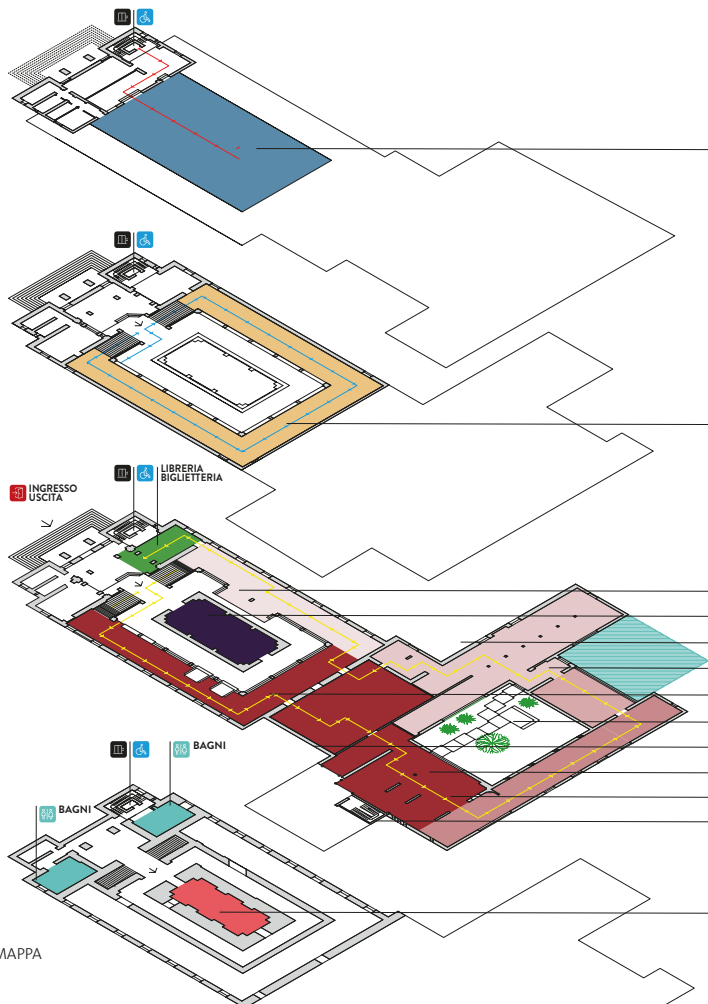 LIBRERIA
BIGLIETTERIA
INGRESSO
USCITA
BAGNI
BAGNI
MAPPA